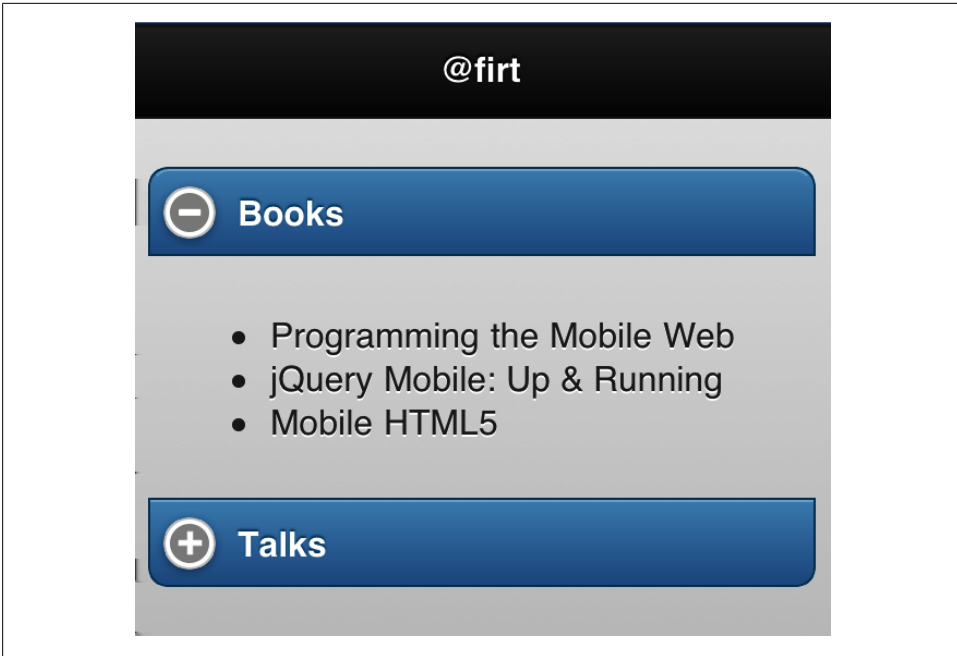 @firt
Books
• Programming the Mobile Web
• jQuery Mobile: Up & Running
• Mobile HTML5
Talks